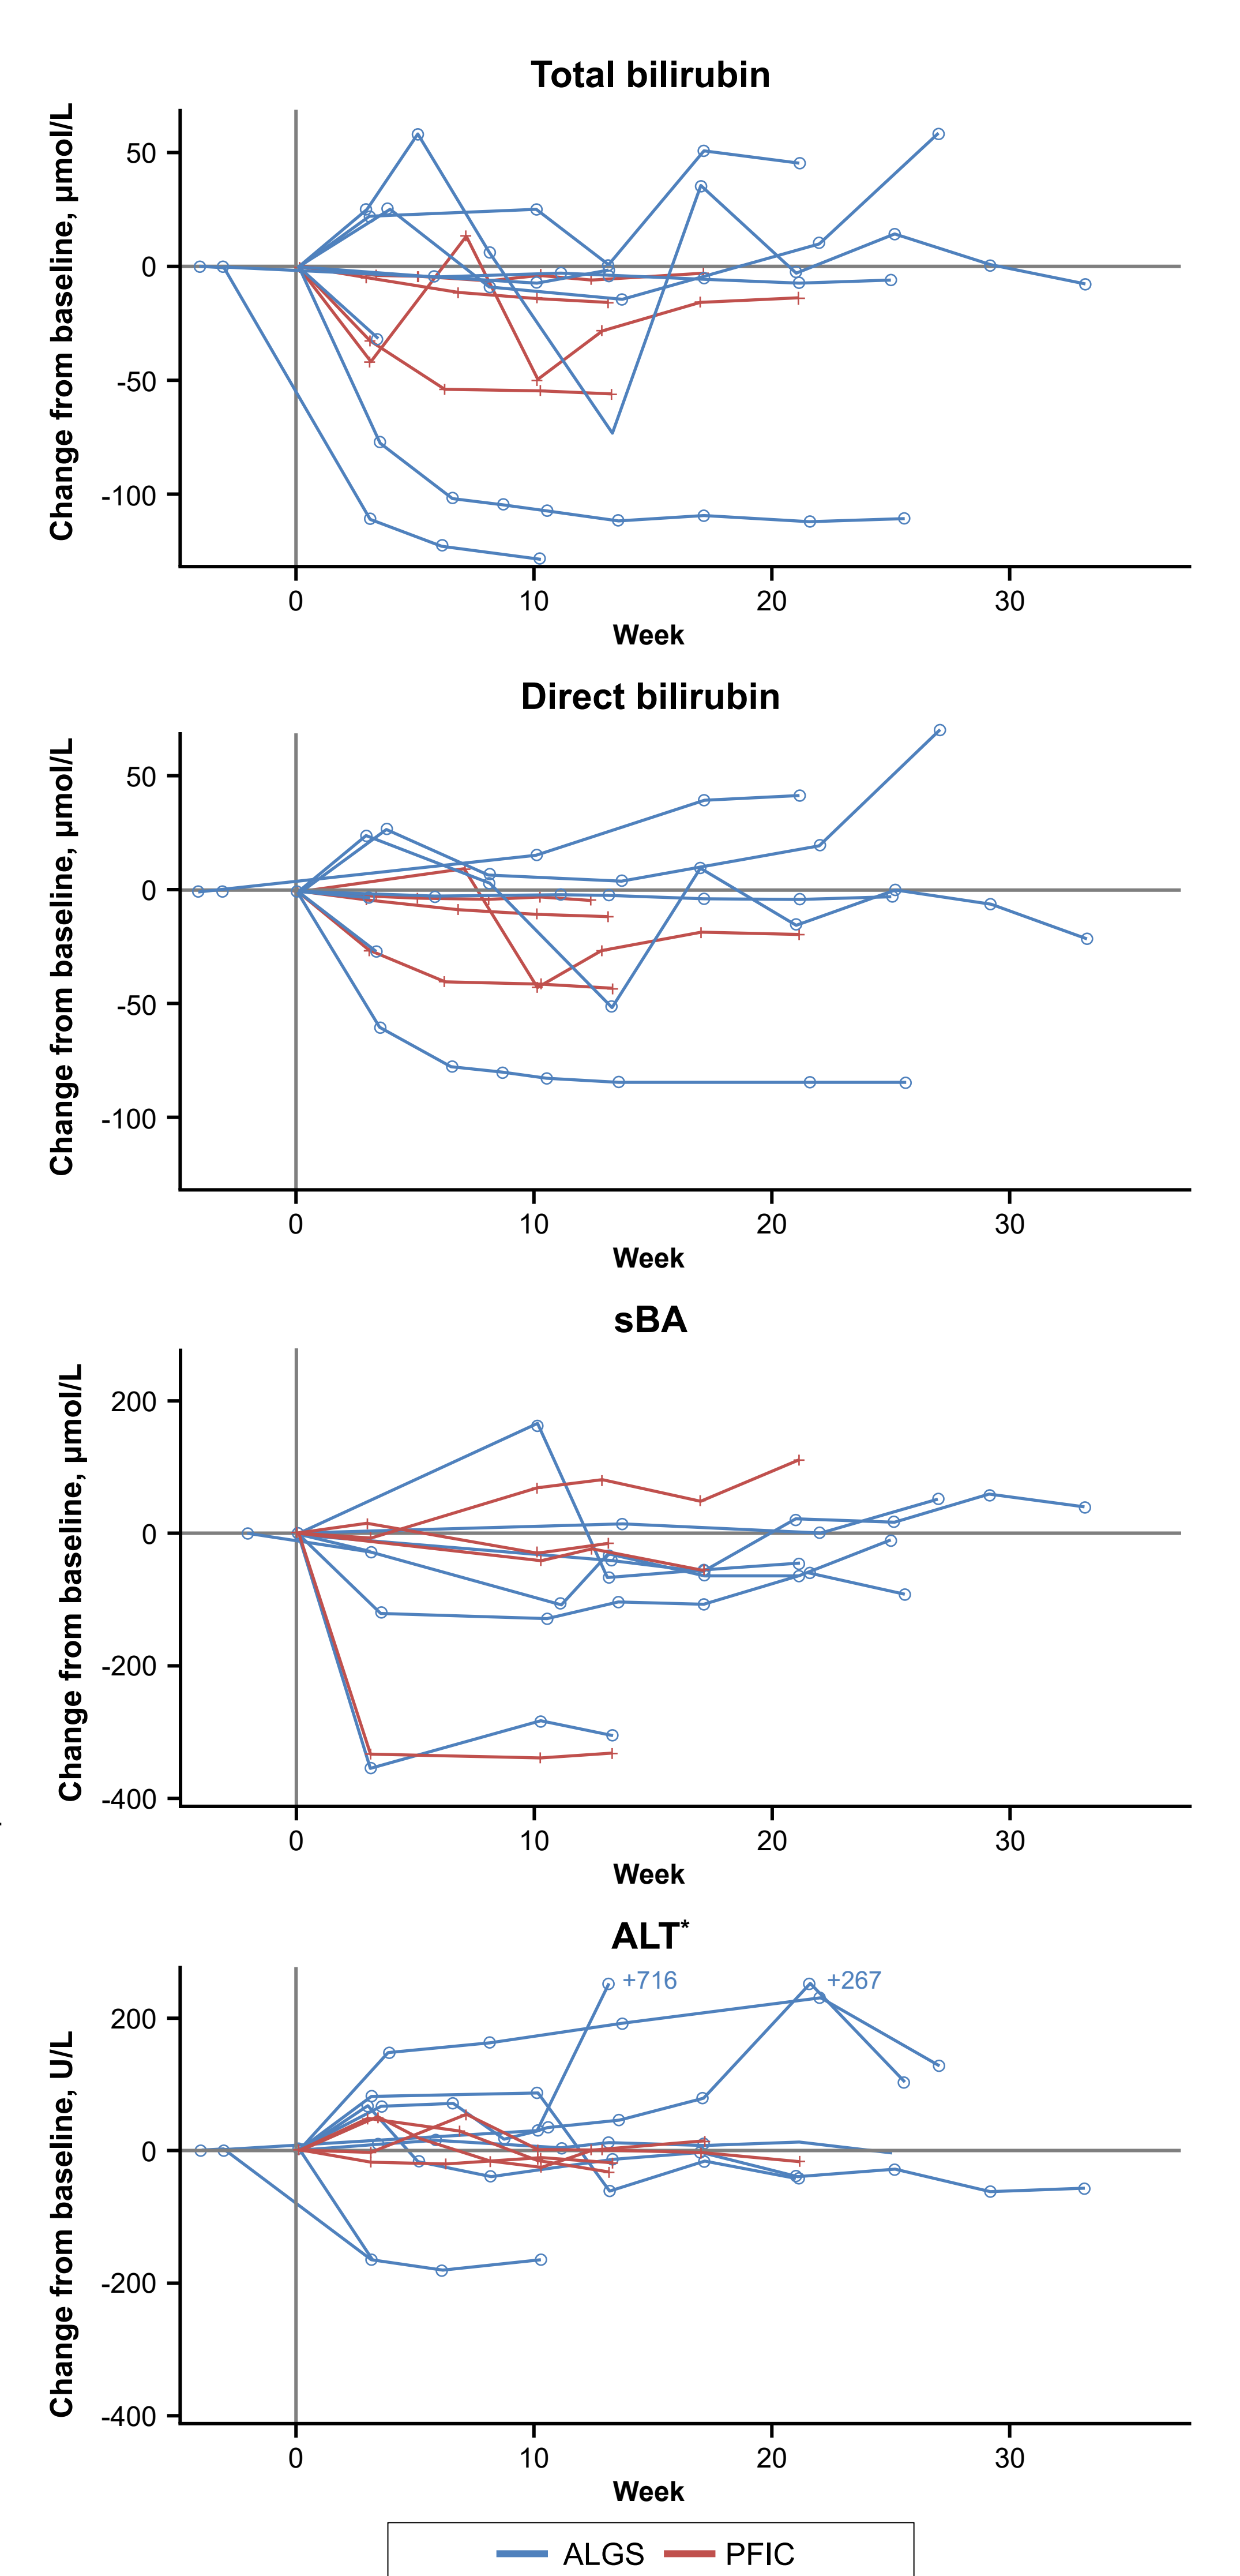 Total bilirubin
Change from baseline, µmol/L
50
0
-50
-100
0 10 20 30
Week
Direct bilirubin
Change from baseline, µmol/L
50
0
-50
-100
0 10 20 30
Week
sBA
Change from baseline, µmol/L
200
0
-200
-400
0 10 20 30
Week
ALT*
Change from baseline, U/L
+716 +267
200
0
-200
-400
0 10 20 30
Week
ALGS PFIC